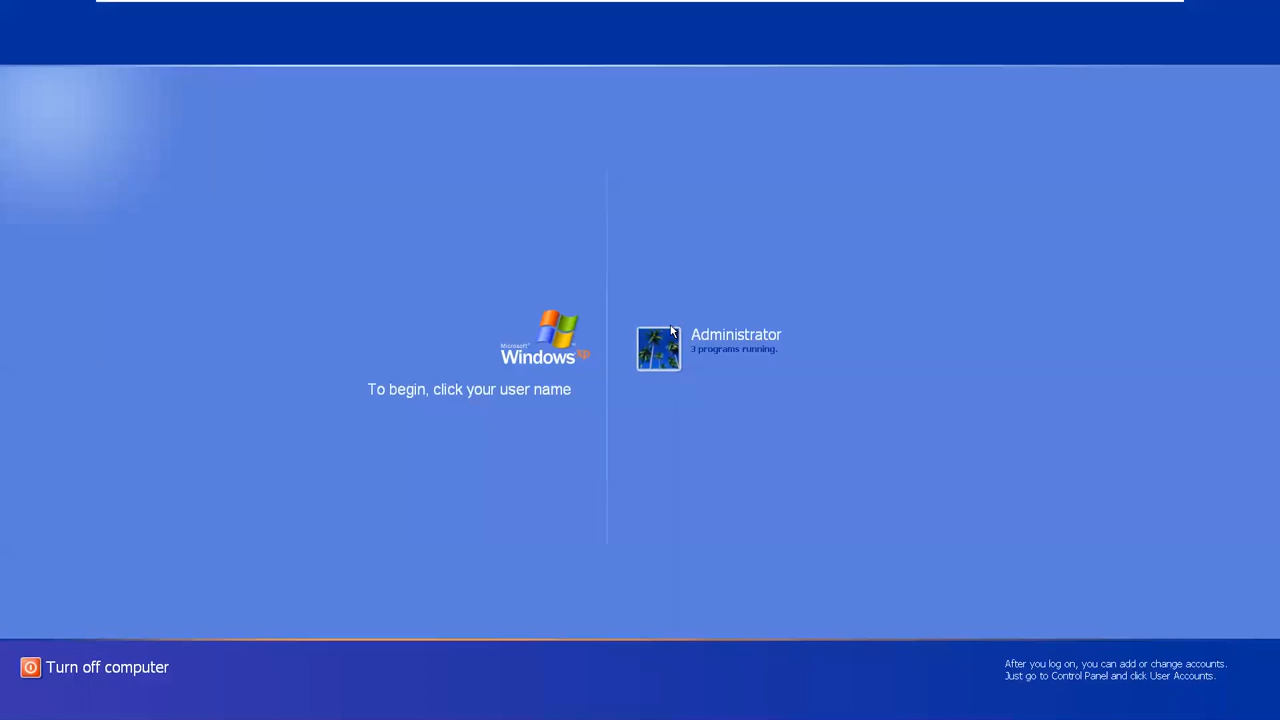 Administrator
3 programs running.
Microsoft®
Windows xp
To begin, click your user name
Turn off computer
After you log on, you can add or change accounts.
Just go to Control Panel and click User Accounts.